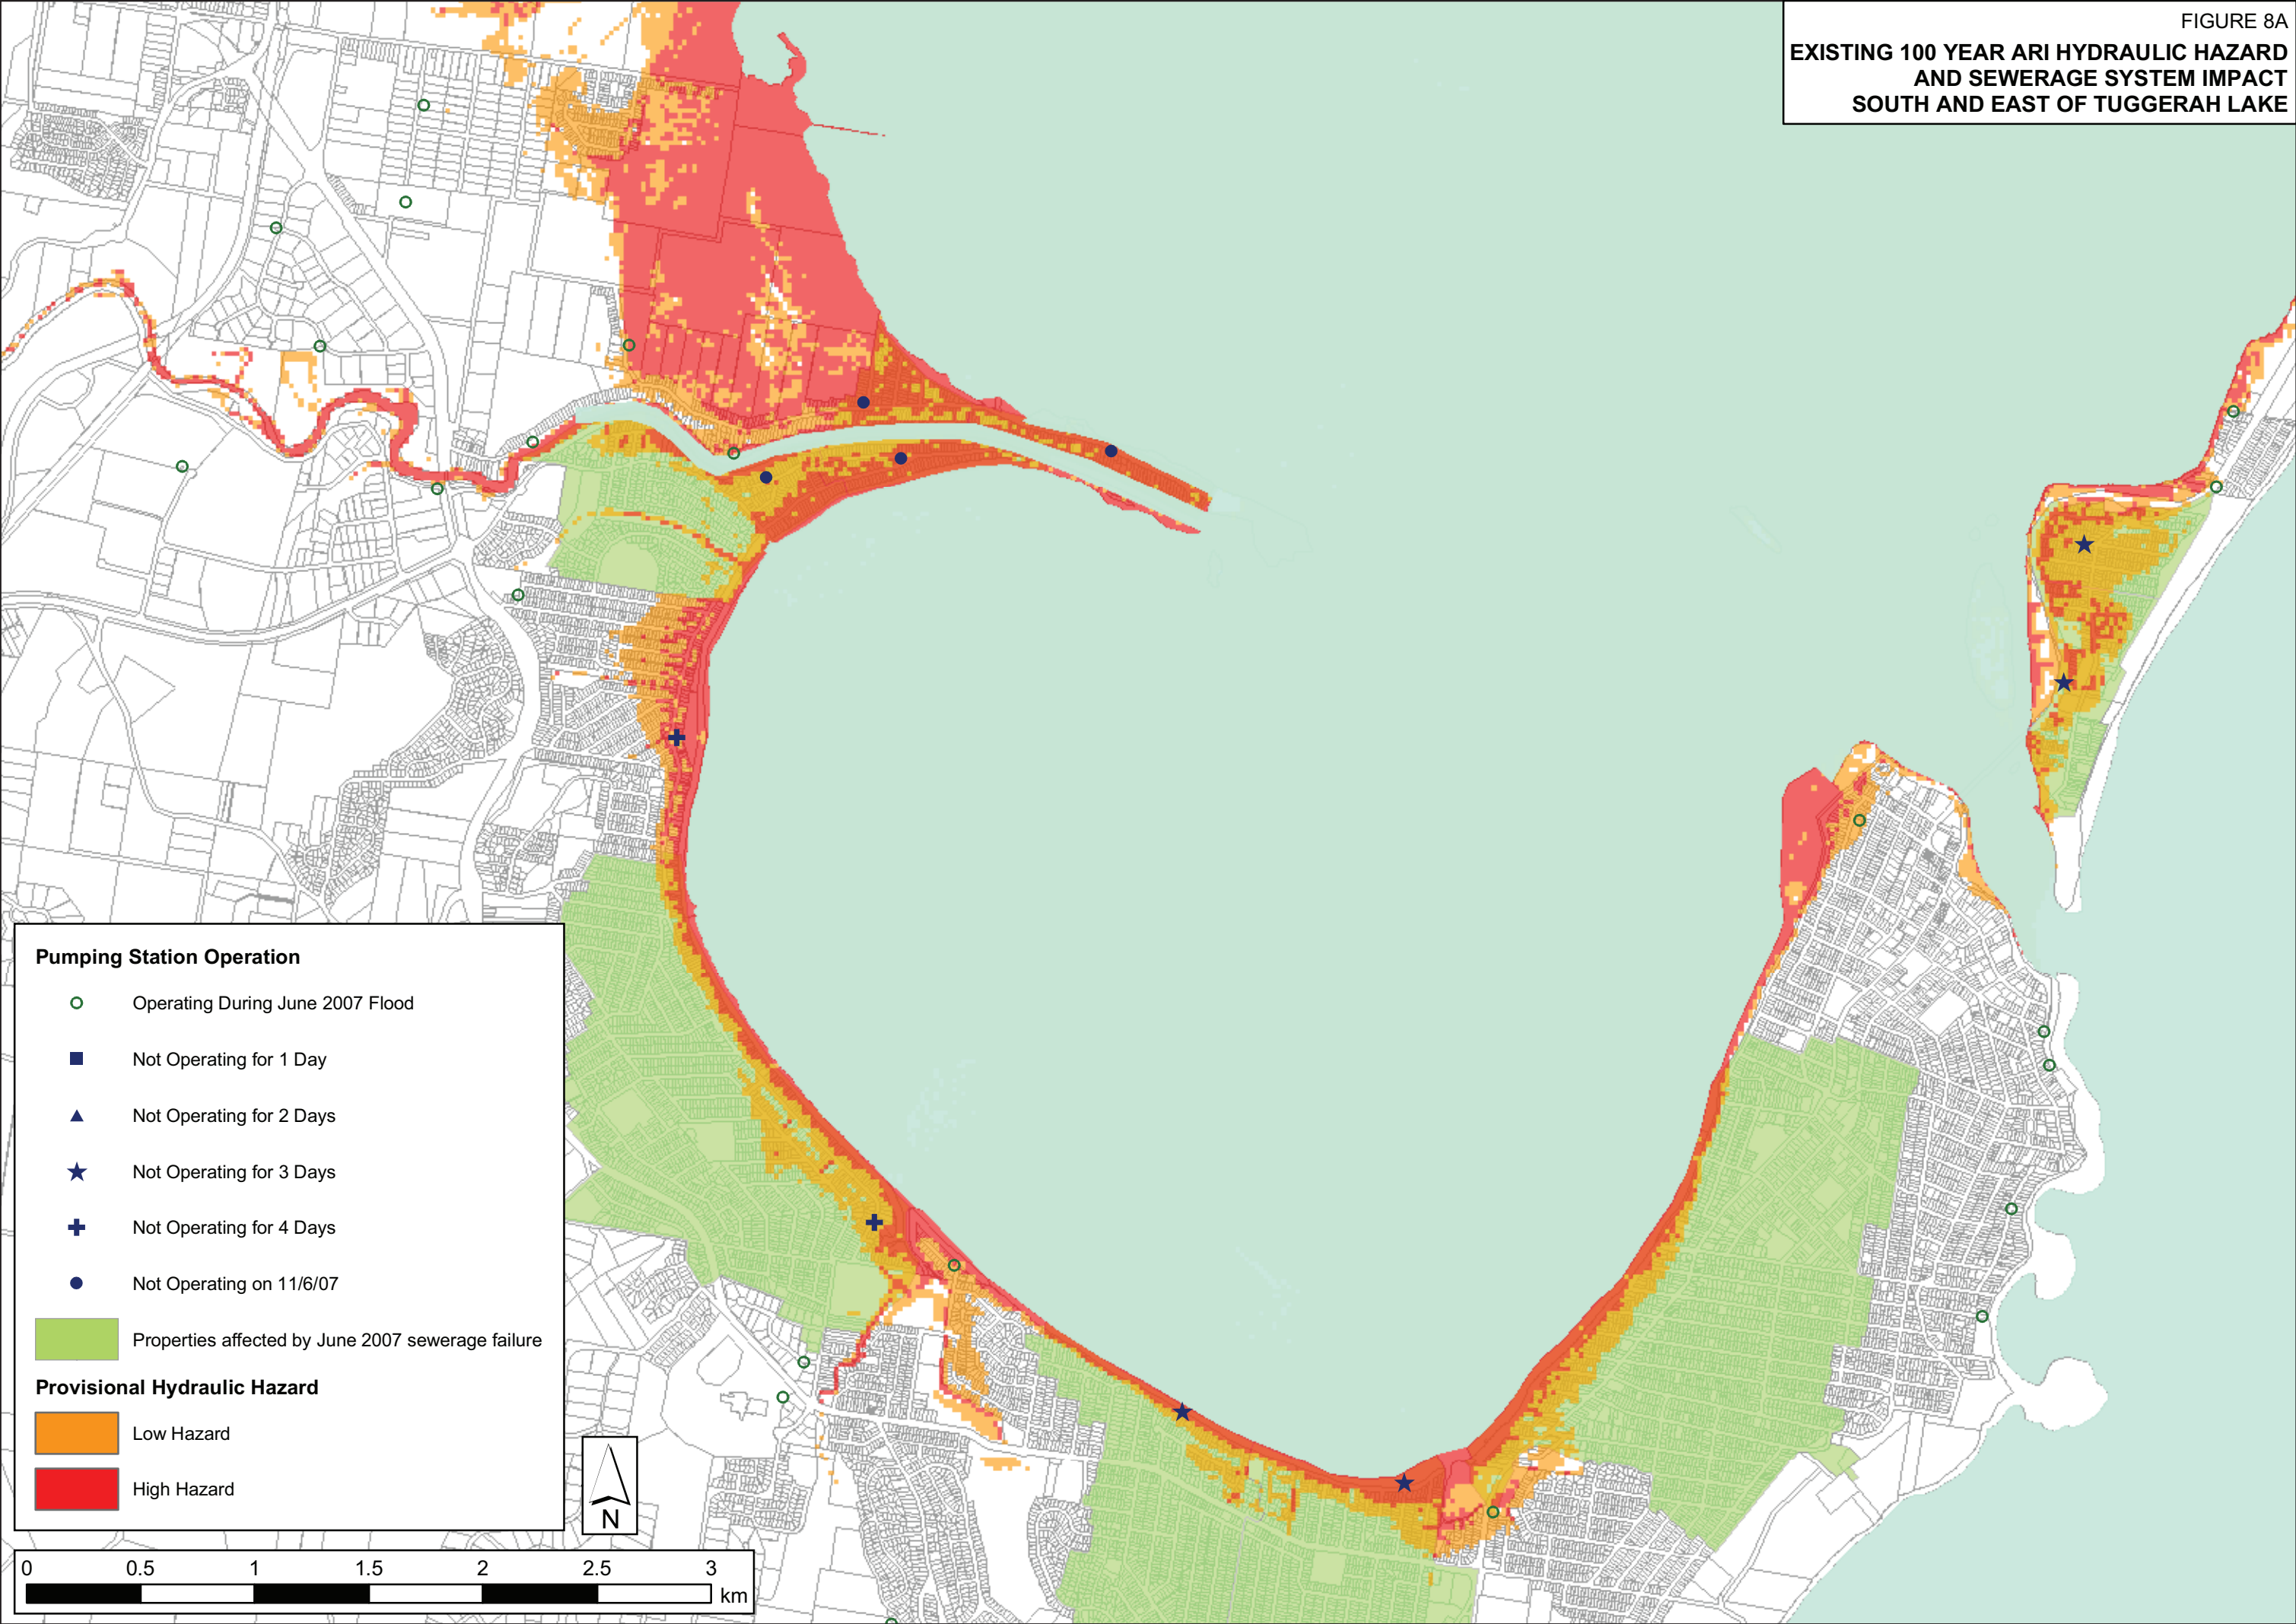 FIGURE 8A
EXISTING 100 YEAR ARI HYDRAULIC HAZARD
AND SEWERAGE SYSTEM IMPACT
SOUTH AND EAST OF TUGGERAH LAKE
Pumping Station Operation
Operating During June 2007 Flood
Not Operating for 1 Day
Not Operating for 2 Days
Not Operating for 3 Days
Not Operating for 4 Days
Not Operating on 11/6/07
Properties affected by June 2007 sewerage failure
Provisional Hydraulic Hazard
Low Hazard
High Hazard
N
0 0.5 1 1.5 2 2.5 3
km